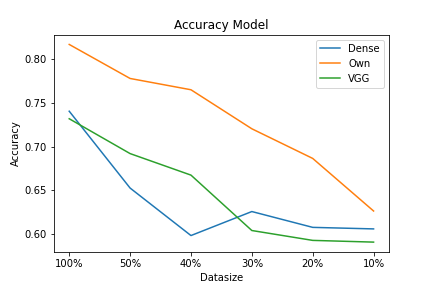 Accuracy Model
Dense
Own
VGG
0.80
0.75
0.70
0.65
0.60
Accuracy
100% 50% 40% 30% 20% 10%
Datasize